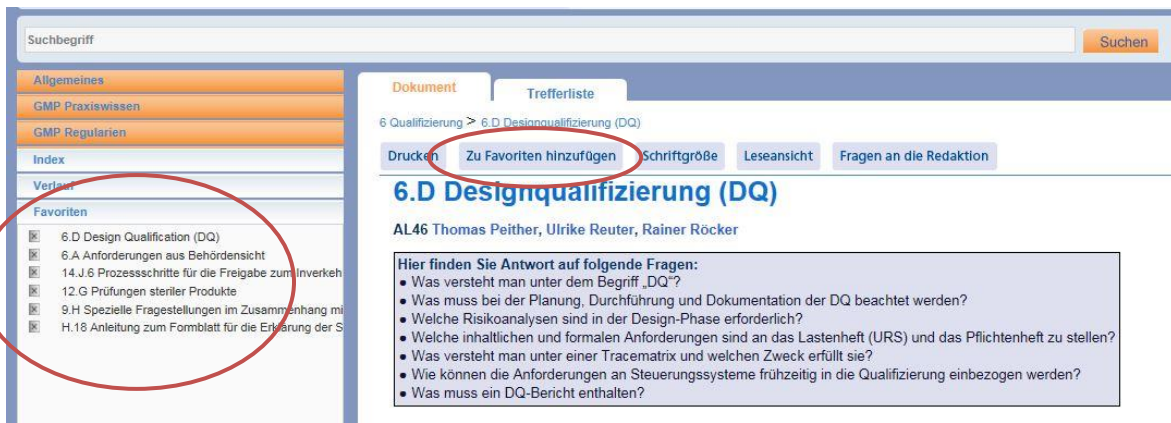 Suchbegriff
Suchen
Allgemeines
GMP Praxiswissen
GMP Regularien
Index
Verlauf
Favoriten
6.D Design Qualification (DQ)
6.A Anforderungen aus Behördensicht
14.J.6 Prozessschritte für die Freigabe zum Inverkeh
12.G Prüfungen steriler Produkte
9.H Spezielle Fragestellungen im Zusammenhang mi
H.18 Anleitung zum Formblatt für die Erklärung der S
Dokument
Trefferliste
6 Qualifizierung > 6.D Designqualifizierung (DQ)
Drucken Zu Favoriten hinzufügen Schriftgröße Leseansicht Fragen an die Redaktion
6.D Designqualifizierung (DQ)
AL46 Thomas Peither, Ulrike Reuter, Rainer Röcker
Hier finden Sie Antwort auf folgende Fragen:
• Was versteht man unter dem Begriff „DQ“?
• Was muss bei der Planung, Durchführung und Dokumentation der DQ beachtet werden?
• Welche Risikoanalysen sind in der Design-Phase erforderlich?
• Welche inhaltlichen und formalen Anforderungen sind an das Lastenheft (URS) und das Pflichtenheft zu stellen?
• Was versteht man unter einer Tracematrix und welchen Zweck erfüllt sie?
• Wie können die Anforderungen an Steuerungssysteme frühzeitig in die Qualifizierung einbezogen werden?
• Was muss ein DQ-Bericht enthalten?